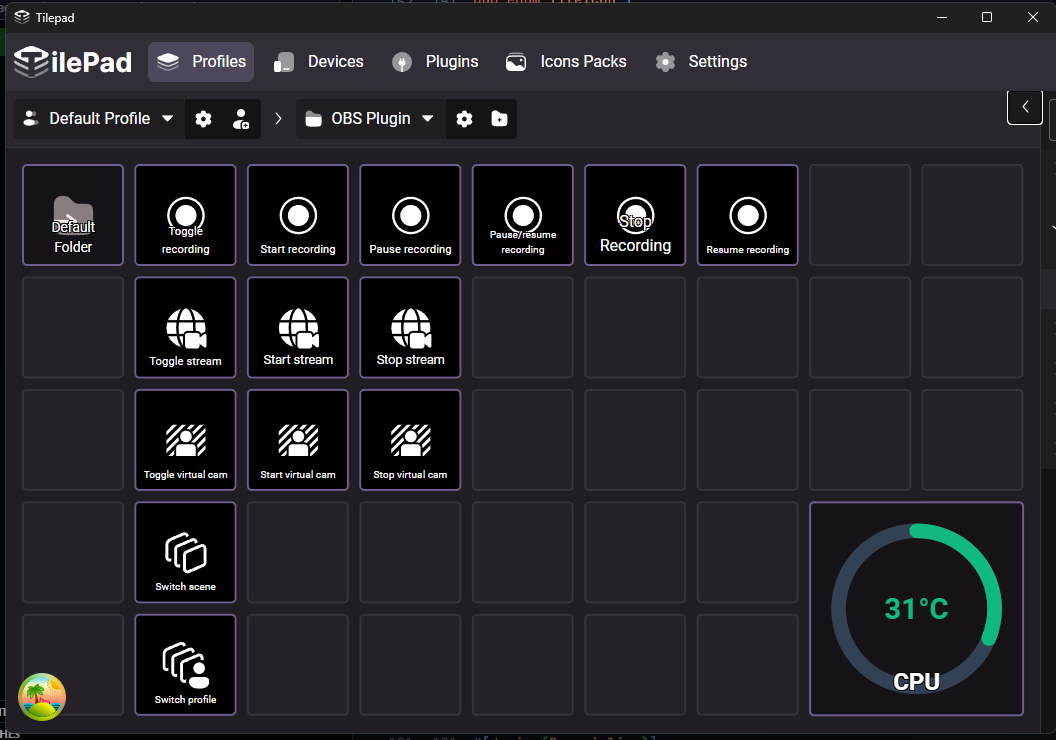 Tilepad
TilePad
Profiles
Devices
Plugins
Icons Packs
Settings
Default Profile
OBS Plugin
Default
Folder
Toggle
recording
Start recording
Pause recording
Pause/resume
recording
Stop
Recording
Resume recording
Toggle stream
Start stream
Stop stream
Toggle virtual cam
Start virtual cam
Stop virtual cam
Switch scene
31°C
CPU
Switch profile